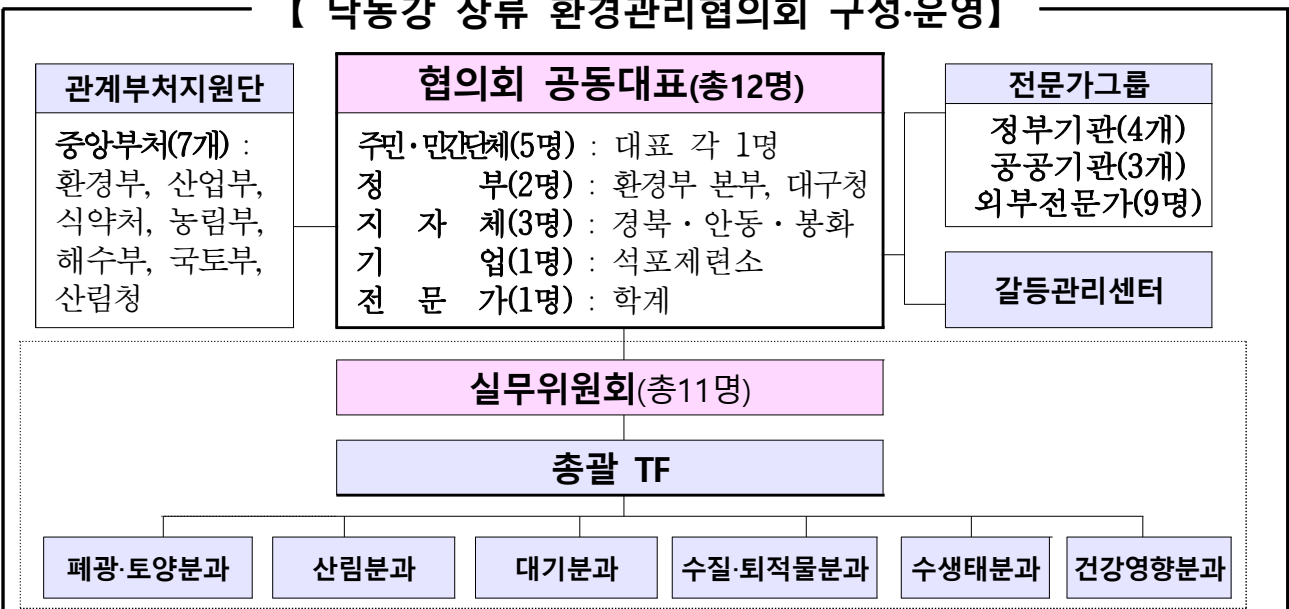 【 낙동강 상류 환경관리협의회 구성·운영】
관계부처지원단
중앙부처(7개) :
환경부, 산업부,
식약처, 농림부,
해수부, 국토부,
산림청
협의회 공동대표(총12명)
주민·민간단체(5명) : 대표 각 1명
정 부(2명) : 환경부 본부, 대구청
지 자 체(3명) : 경북·안동·봉화
기 업(1명) : 석포제련소
전 문 가(1명) : 학계
전문가그룹
정부기관(4개)
공공기관(3개)
외부전문가(9명)
갈등관리센터
실무위원회(총11명)
총괄 TF
폐광·토양분과
산림분과
대기분과
수질·퇴적물분과
수생태분과
건강영향분과